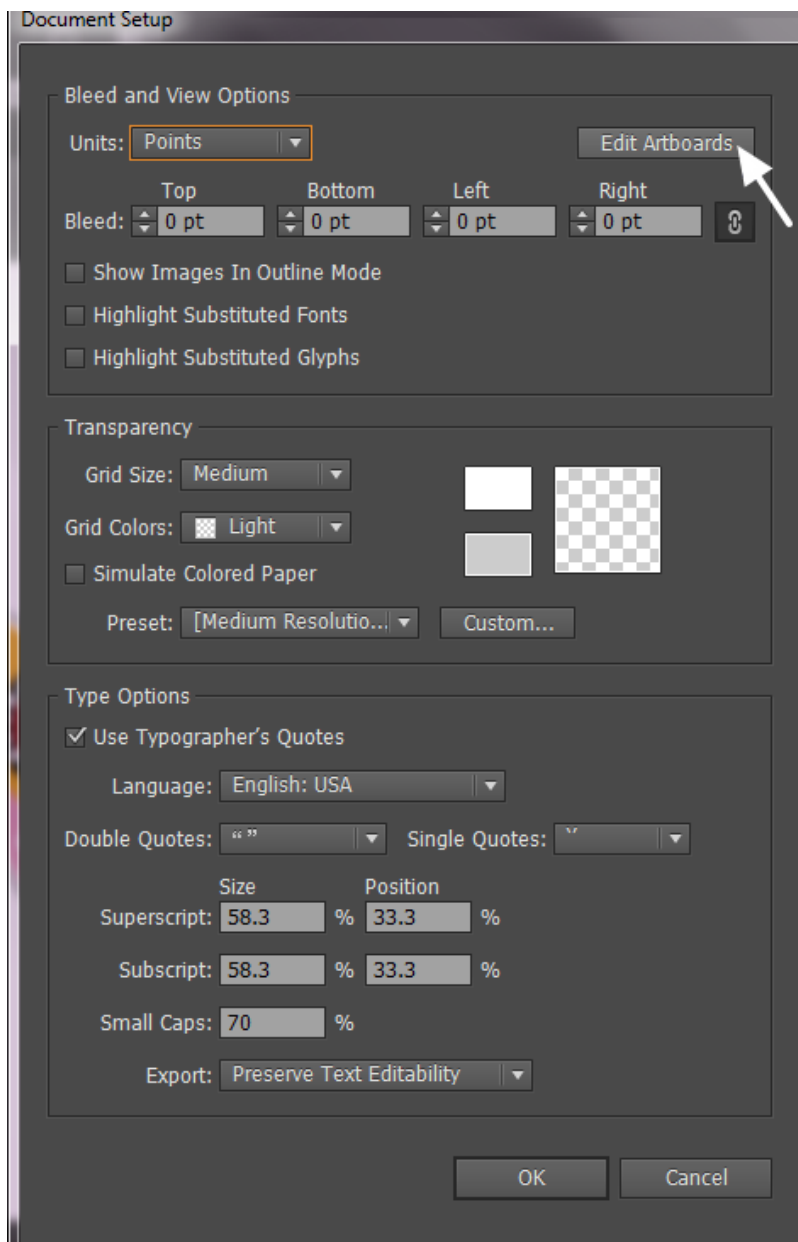 Document Setup
Bleed and View Options
Units: Points Edit Artboards
Top Bottom Left Right
Bleed: 0 pt 0 pt 0 pt 0 pt
Show Images In Outline Mode
Highlight Substituted Fonts
Highlight Substituted Glyphs
Transparency
Grid Size: Medium
Grid Colors: Light
Simulate Colored Paper
Preset: [Medium Resolutio... Custom...
Type Options
Use Typographer's Quotes
Language: English: USA
Double Quotes: “ ” Single Quotes: ‘’
Size Position
Superscript: 58.3 % 33.3 %
Subscript: 58.3 % 33.3 %
Small Caps: 70 %
Export: Preserve Text Editability
OK Cancel